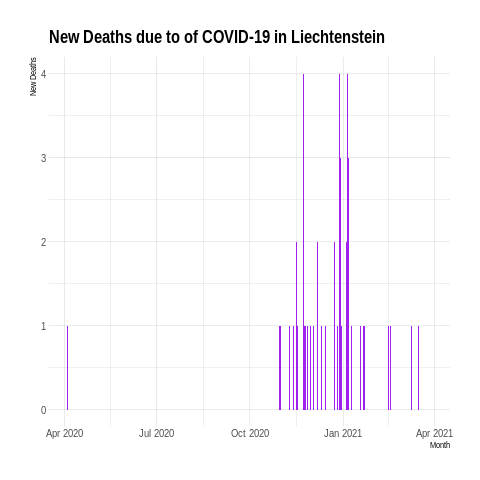 New Deaths due to of COVID-19 in Liechtenstein
New Deaths
4
3
2
1
0
Apr 2020 Jul 2020 Oct 2020 Jan 2021 Apr 2021
Month